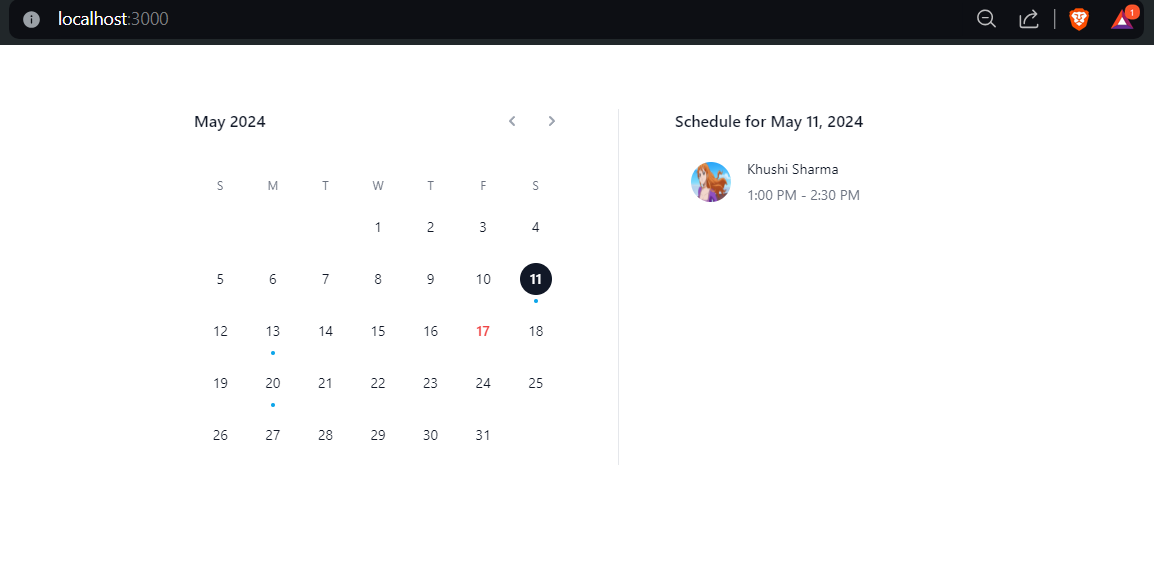 localhost:3000
1
May 2024
S M T W T F S
1 2 3 4
5 6 7 8 9 10 11
12 13 14 15 16 17 18
19 20 21 22 23 24 25
26 27 28 29 30 31
Schedule for May 11, 2024
Khushi Sharma
1:00 PM - 2:30 PM